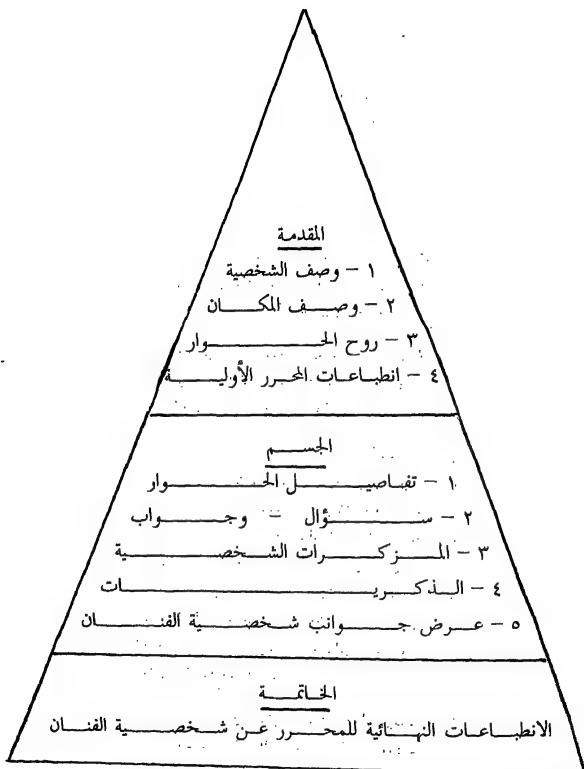 المقدمة
١ - وصف الشخصية
٢ - وصف المكان
٣ - روح الحوار
٤ - انطباعات المحرر الأولية
الجسم
١ - تفاصيل الحوار
٢ - سؤال - وجواب
٣ - المزكرات الشخصية
٤ - الذكريات
٥ - عرض جوانب شخصية الفنان
الخاتمة
الانطباعات النهائية للمحرر عن شخصية الفنان